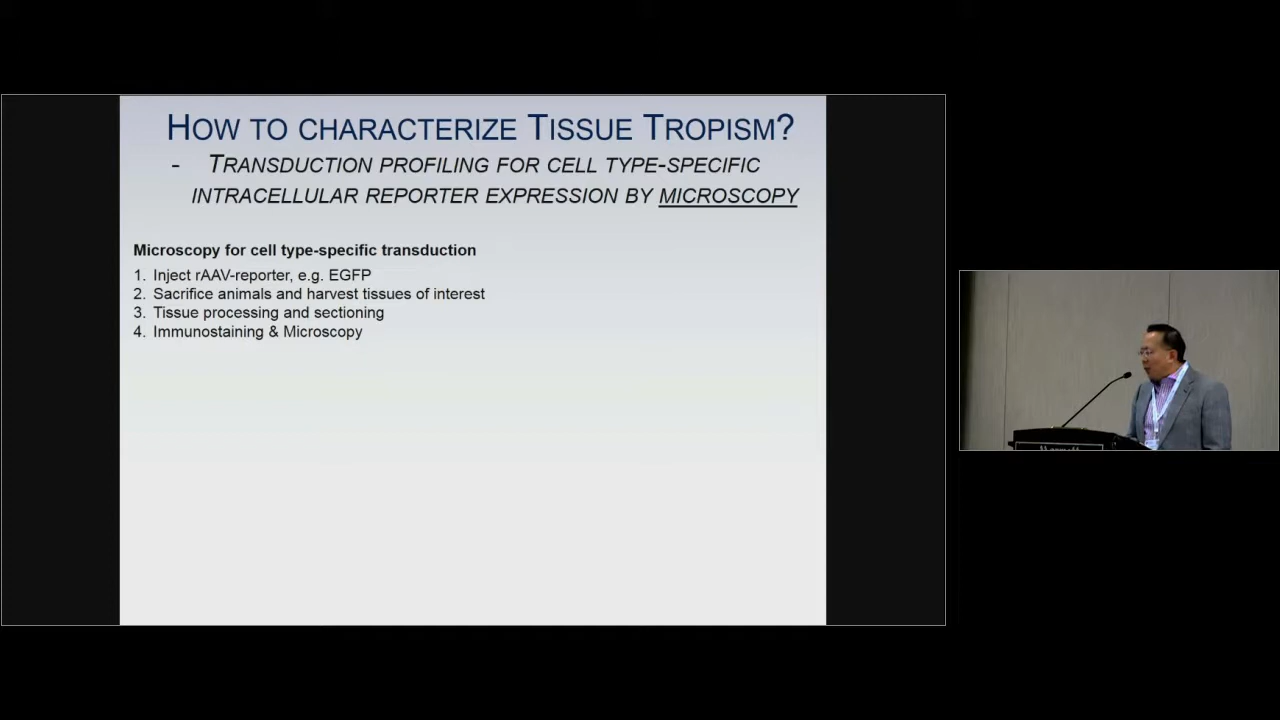 HOW TO CHARACTERIZE TISSUE TROPISM?
- TRANSDUCTION PROFILING FOR CELL TYPE-SPECIFIC
INTRACELLULAR REPORTER EXPRESSION BY MICROSCOPY
Microscopy for cell type-specific transduction
1. Inject rAAV-reporter, e.g. EGFP
2. Sacrifice animals and harvest tissues of interest
3. Tissue processing and sectioning
4. Immunostaining & Microscopy